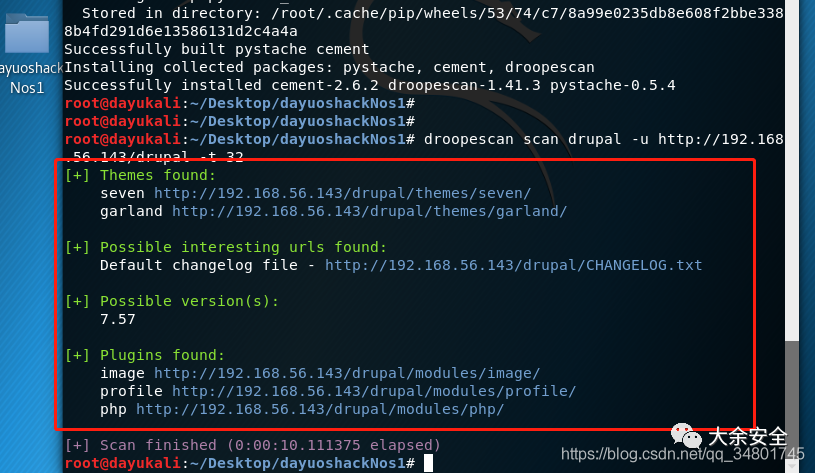 Stored in directory: /root/.cache/pip/wheels/53/74/c7/8a99e0235db8e608f2bbe338
8b4fd291d6e13586131d2c4a4a
Successfully built pystache cement
Installing collected packages: pystache, cement, droopescan
Successfully installed cement-2.6.2 droopescan-1.41.3 pystache-0.5.4
root@dayukali:~/Desktop/dayuoshackNos1#
root@dayukali:~/Desktop/dayuoshackNos1#
root@dayukali:~/Desktop/dayuoshackNos1# droopescan scan drupal -u http://192.168
.56.143/drupal -t 32
[+] Themes found:
seven http://192.168.56.143/drupal/themes/seven/
garland http://192.168.56.143/drupal/themes/garland/
[+] Possible interesting urls found:
Default changelog file - http://192.168.56.143/drupal/CHANGELOG.txt
[+] Possible version(s):
7.57
[+] Plugins found:
image http://192.168.56.143/drupal/modules/image/
profile http://192.168.56.143/drupal/modules/profile/
php http://192.168.56.143/drupal/modules/php/
[+] Scan finished (0:00:10.111375 elapsed)
root@dayukali:~/Desktop/dayuoshackNos1#
ayuoshack
Nos1
大余安全
https://blog.csdn.net/qq_34801745